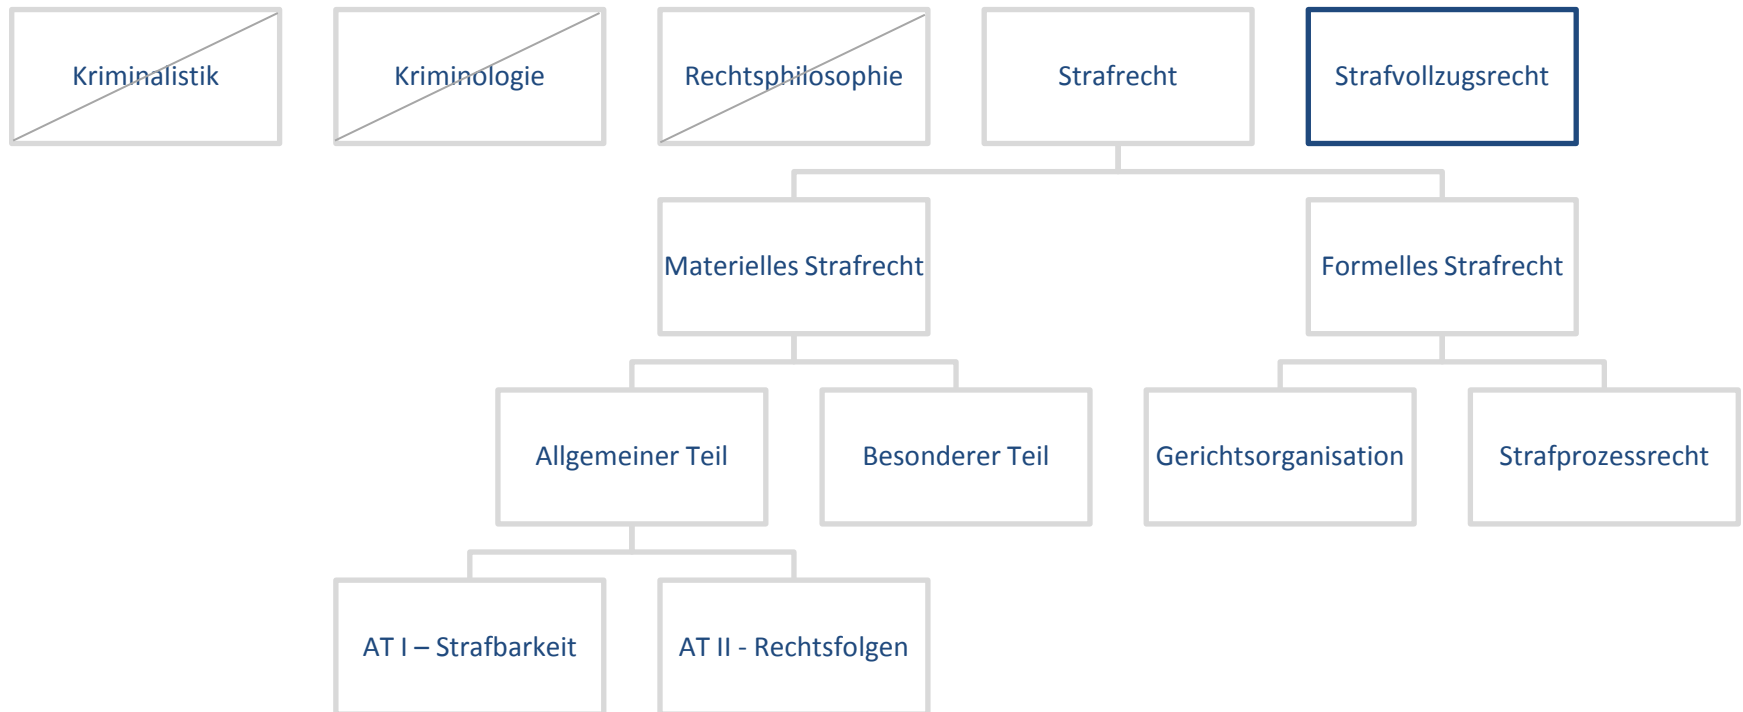 Kriminalistik
Kriminologie
Rechtsphilosophie
Strafrecht
Strafvollzugsrecht
Materielles Strafrecht
Formelles Strafrecht
Allgemeiner Teil
Besonderer Teil
Gerichtsorganisation
Strafprozessrecht
AT I – Strafbarkeit
AT II - Rechtsfolgen